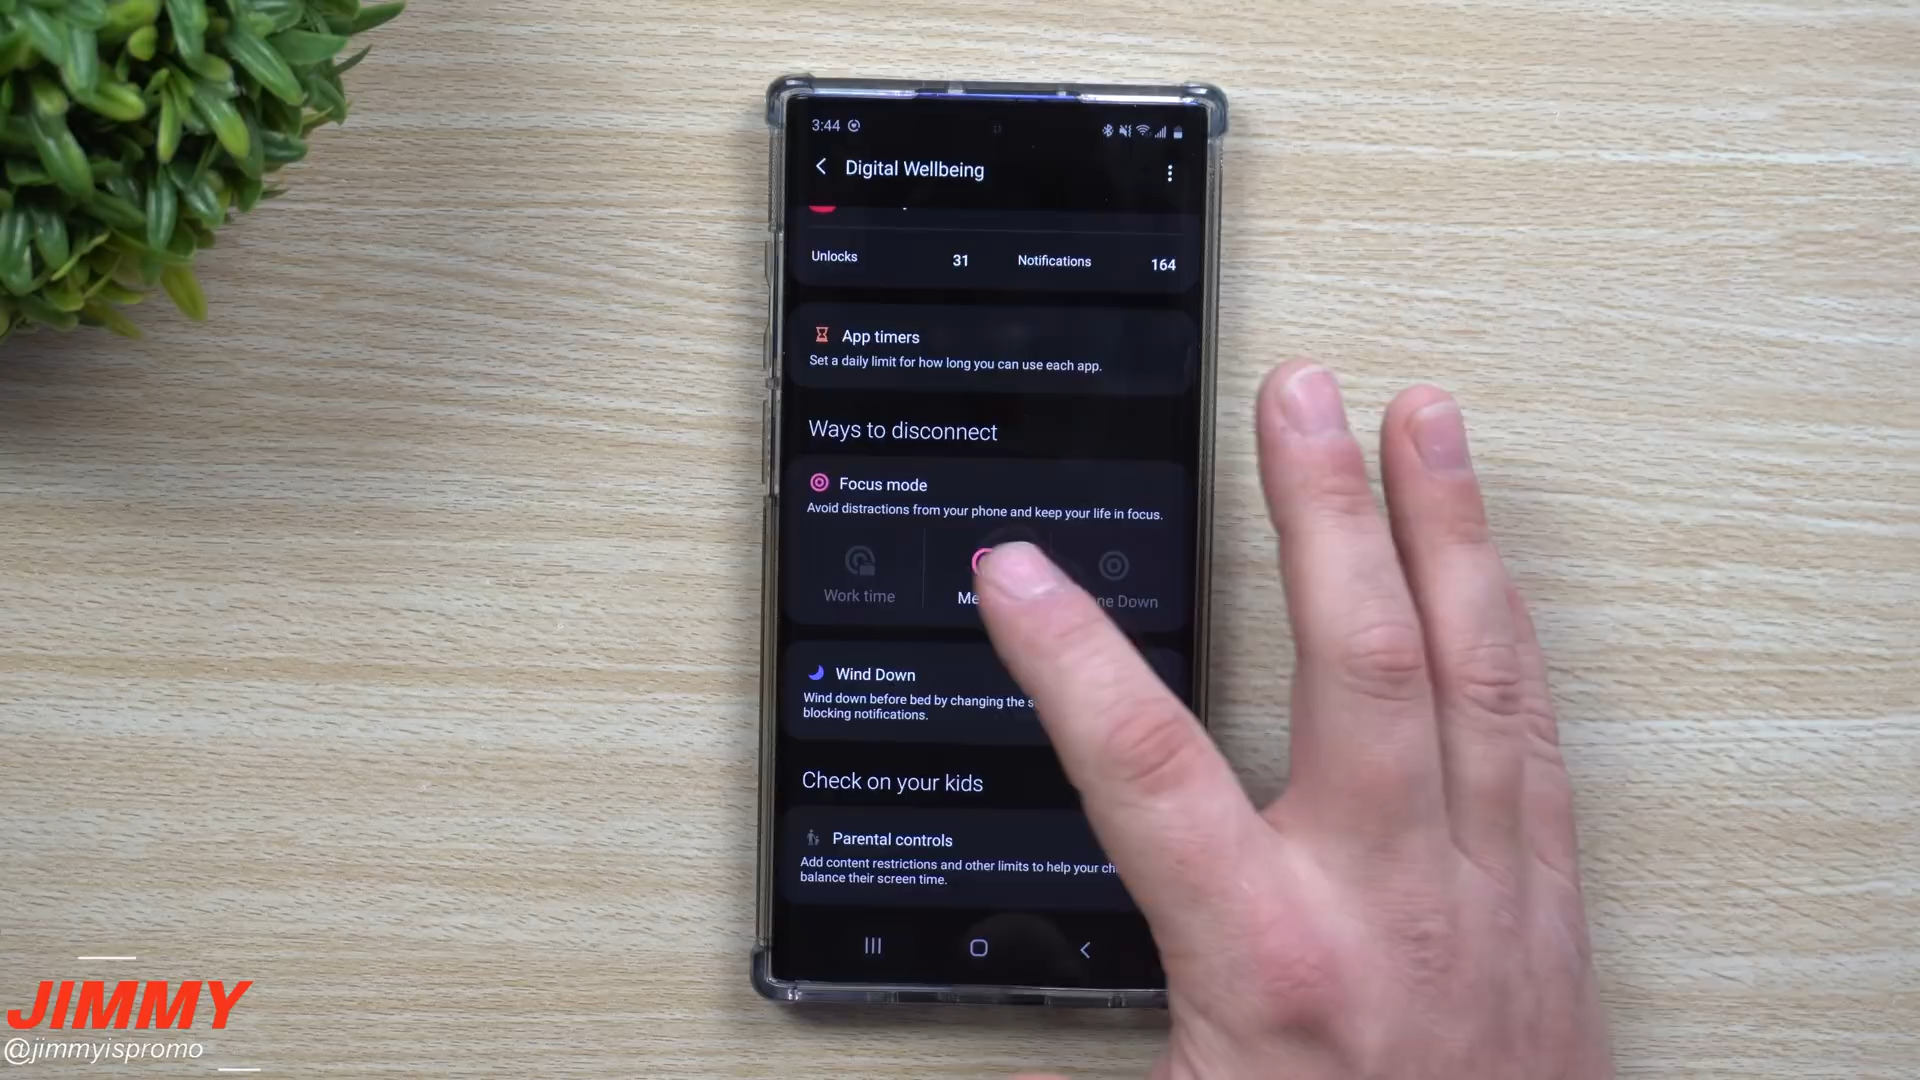 3:44
Digital Wellbeing
Unlocks 31 Notifications 164
App timers
Set a daily limit for how long you can use each app.
Ways to disconnect
Focus mode
Avoid distractions from your phone and keep your life in focus.
Work time Down
Wind Down
Wind down before bed by changing the
blocking notifications.
Check on your kids
Parental controls
Add content restrictions and other limits to help your
balance their screen time.
JIMMY
@jimmyispromo